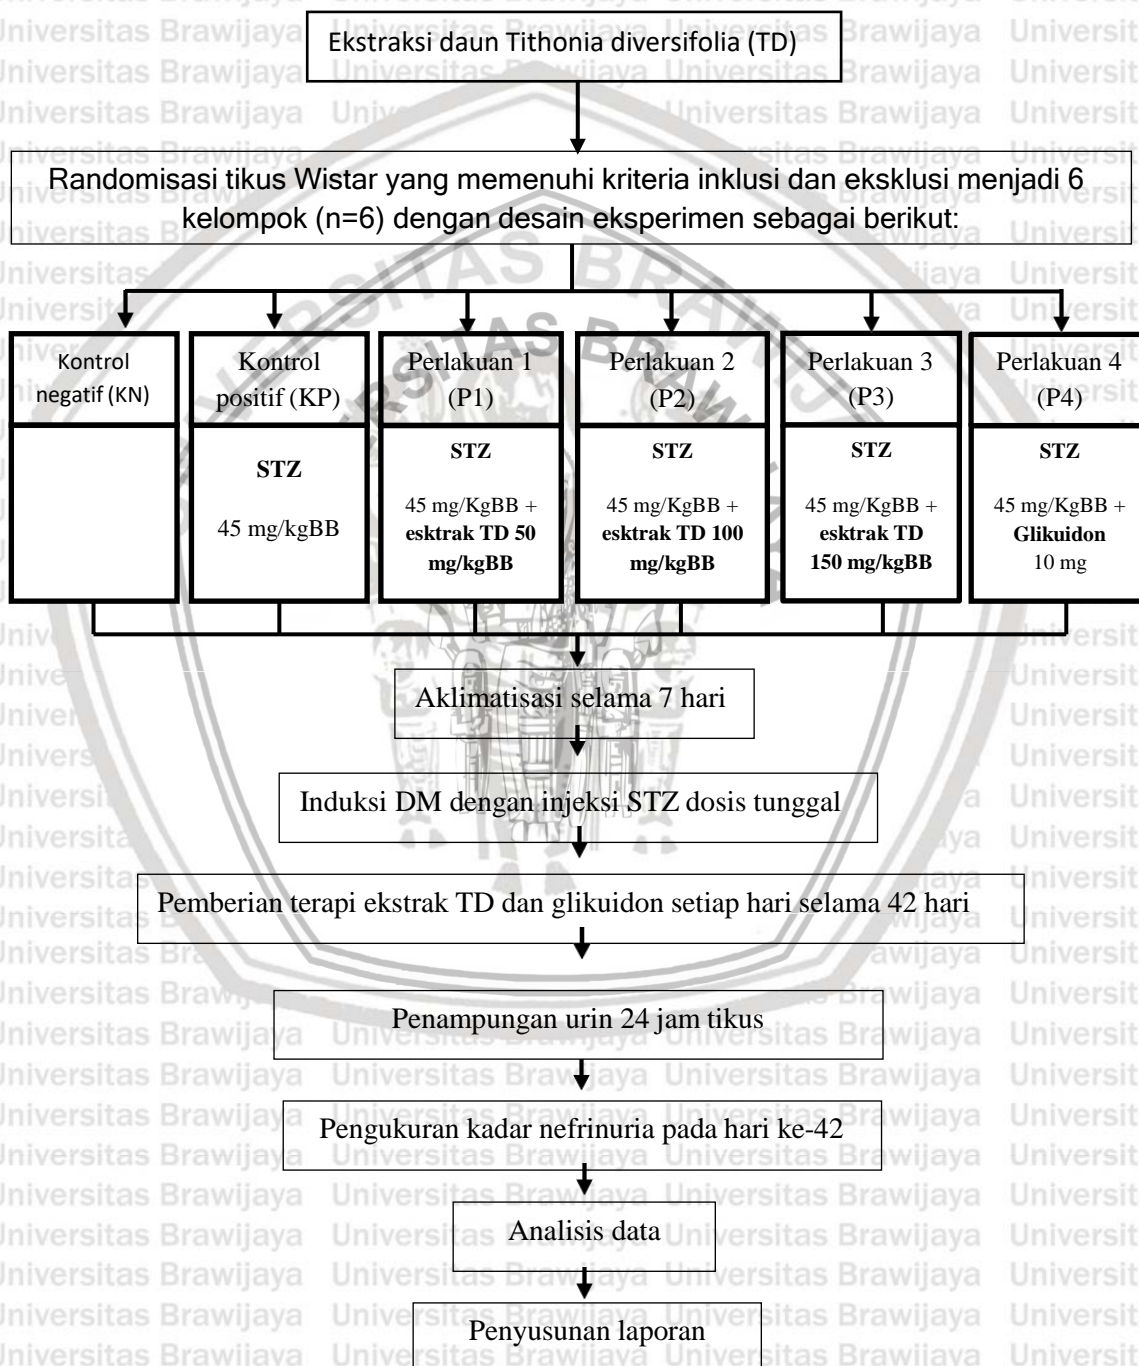 Ekstraksi daun Tithonia diversifolia (TD)
Randomisasi tikus Wistar yang memenuhi kriteria inklusi dan eksklusi menjadi 6
kelompok (n=6) dengan desain eksperimen sebagai berikut:
Kontrol
negatif (KN)
Kontrol
positif (KP)
STZ
45 mg/kgBB
Perlakuan 1
(P1)
STZ
45 mg/KgBB +
esktrak TD 50
mg/kgBB
Perlakuan 2
(P2)
STZ
45 mg/KgBB +
esktrak TD 100
mg/kgBB
Perlakuan 3
(P3)
STZ
45 mg/KgBB +
esktrak TD
150 mg/kgBB
Perlakuan 4
(P4)
STZ
45 mg/KgBB +
Glikuidon
10 mg
Aklimatisasi selama 7 hari
Induksi DM dengan injeksi STZ dosis tunggal
Pemberian terapi ekstrak TD dan glikuidon setiap hari selama 42 hari
Penampungan urin 24 jam tikus
Pengukuran kadar nefrinuria pada hari ke-42
Analisis data
Penyusunan laporan